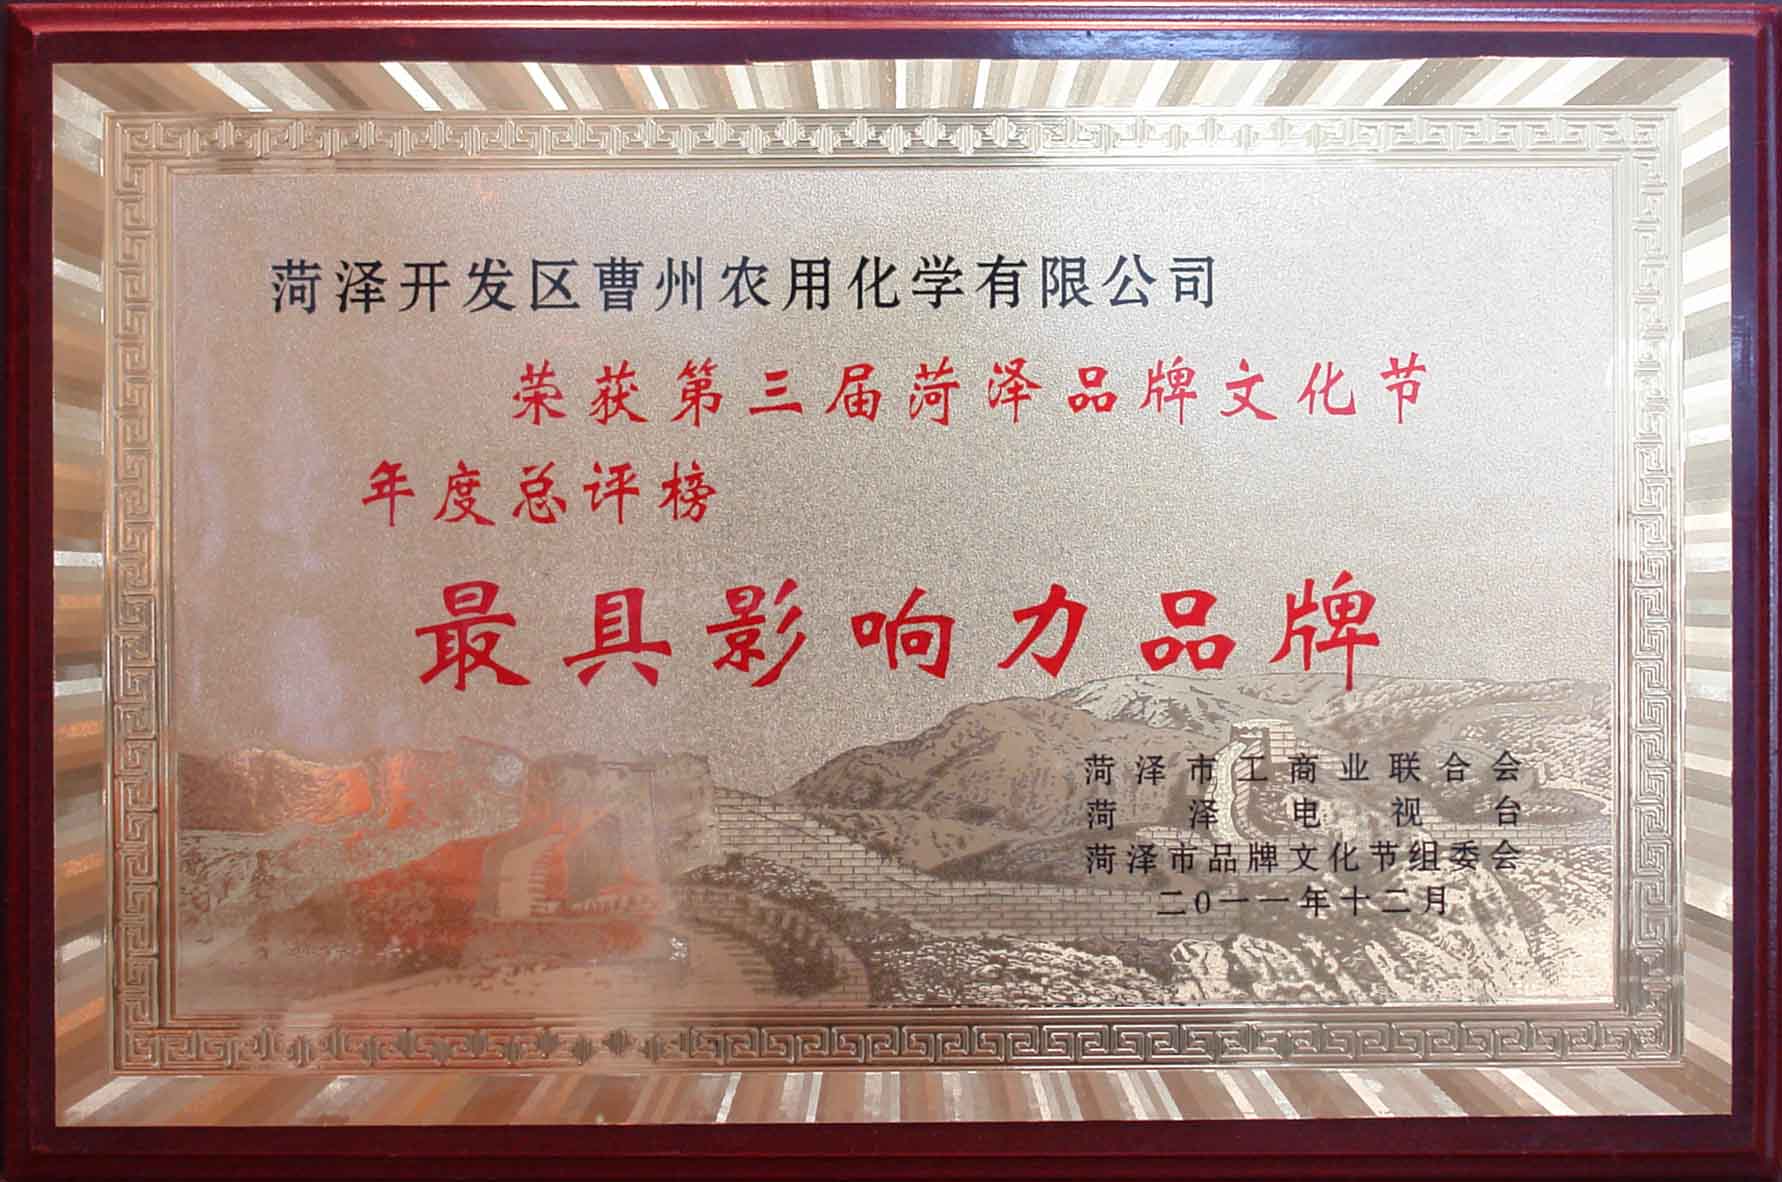 菏泽开发区曹州农用化学有限公司
荣获第三届菏泽品牌文化节
年度总评榜
最具影响力品牌
菏泽市工商业联合会
菏泽电视台
菏泽市品牌文化节组委会
二0一一年十二月